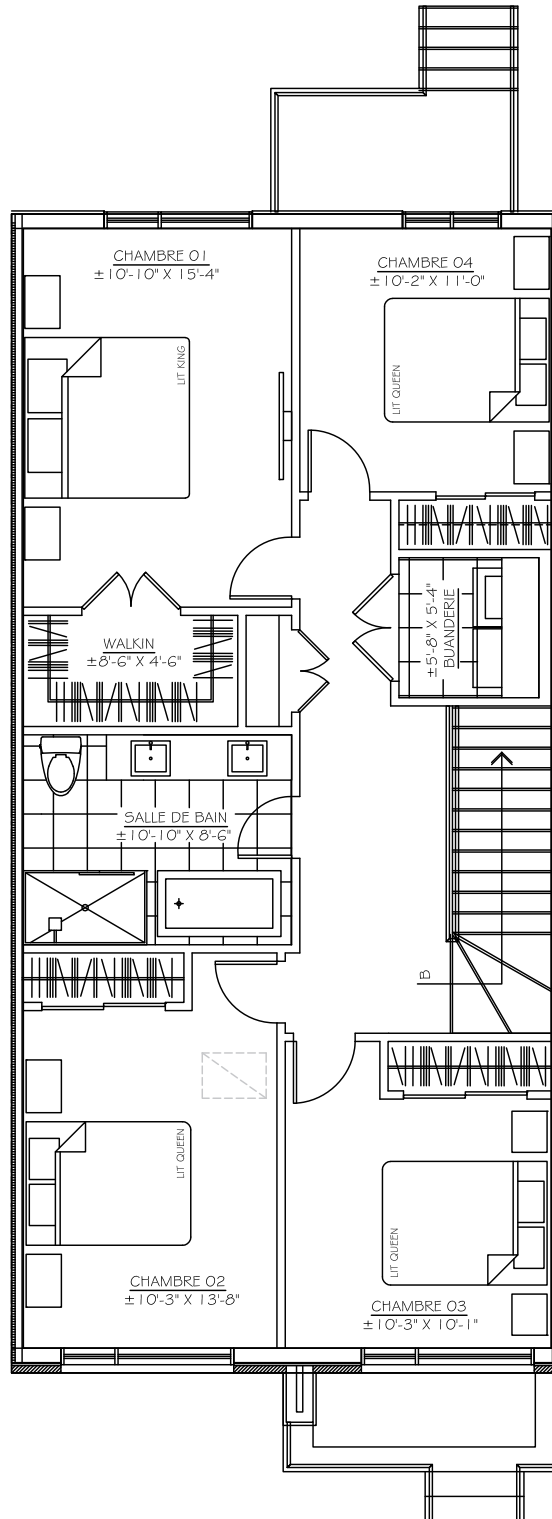 CHAMBRE 01
±10'-10" X 15'-4"
CHAMBRE 04
±10'-2" X 11'-0"
LIT KING
LIT QUEEN
±5'-8" X 5'-4"
BUANDERIE
WALKIN
±8'-6" X 4'-6"
SALLE DE BAIN
±10'-10" X 8'-6"
B
LIT QUEEN
LIT QUEEN
CHAMBRE 02
±10'-3" X 13'-8"
CHAMBRE 03
±10'-3" X 10'-1"